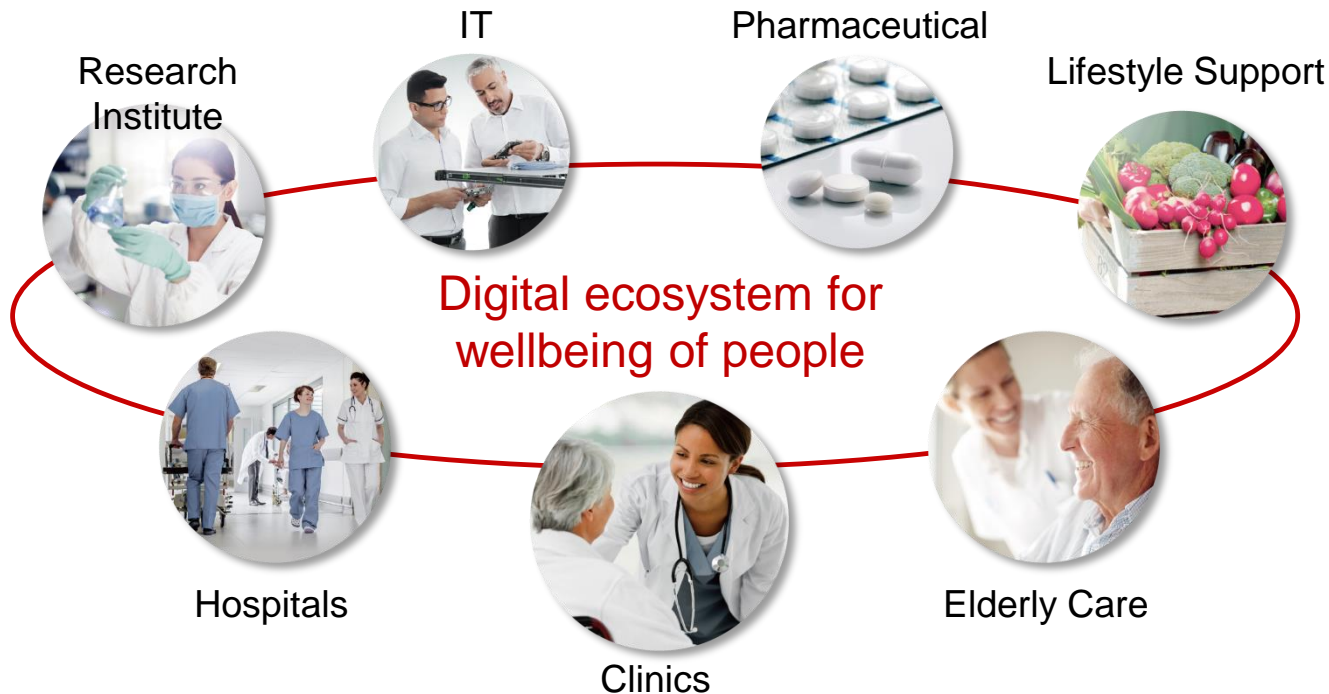 IT
Pharmaceutical
Research
Institute
Lifestyle Support
Digital ecosystem for
wellbeing of people
Hospitals
Elderly Care
Clinics